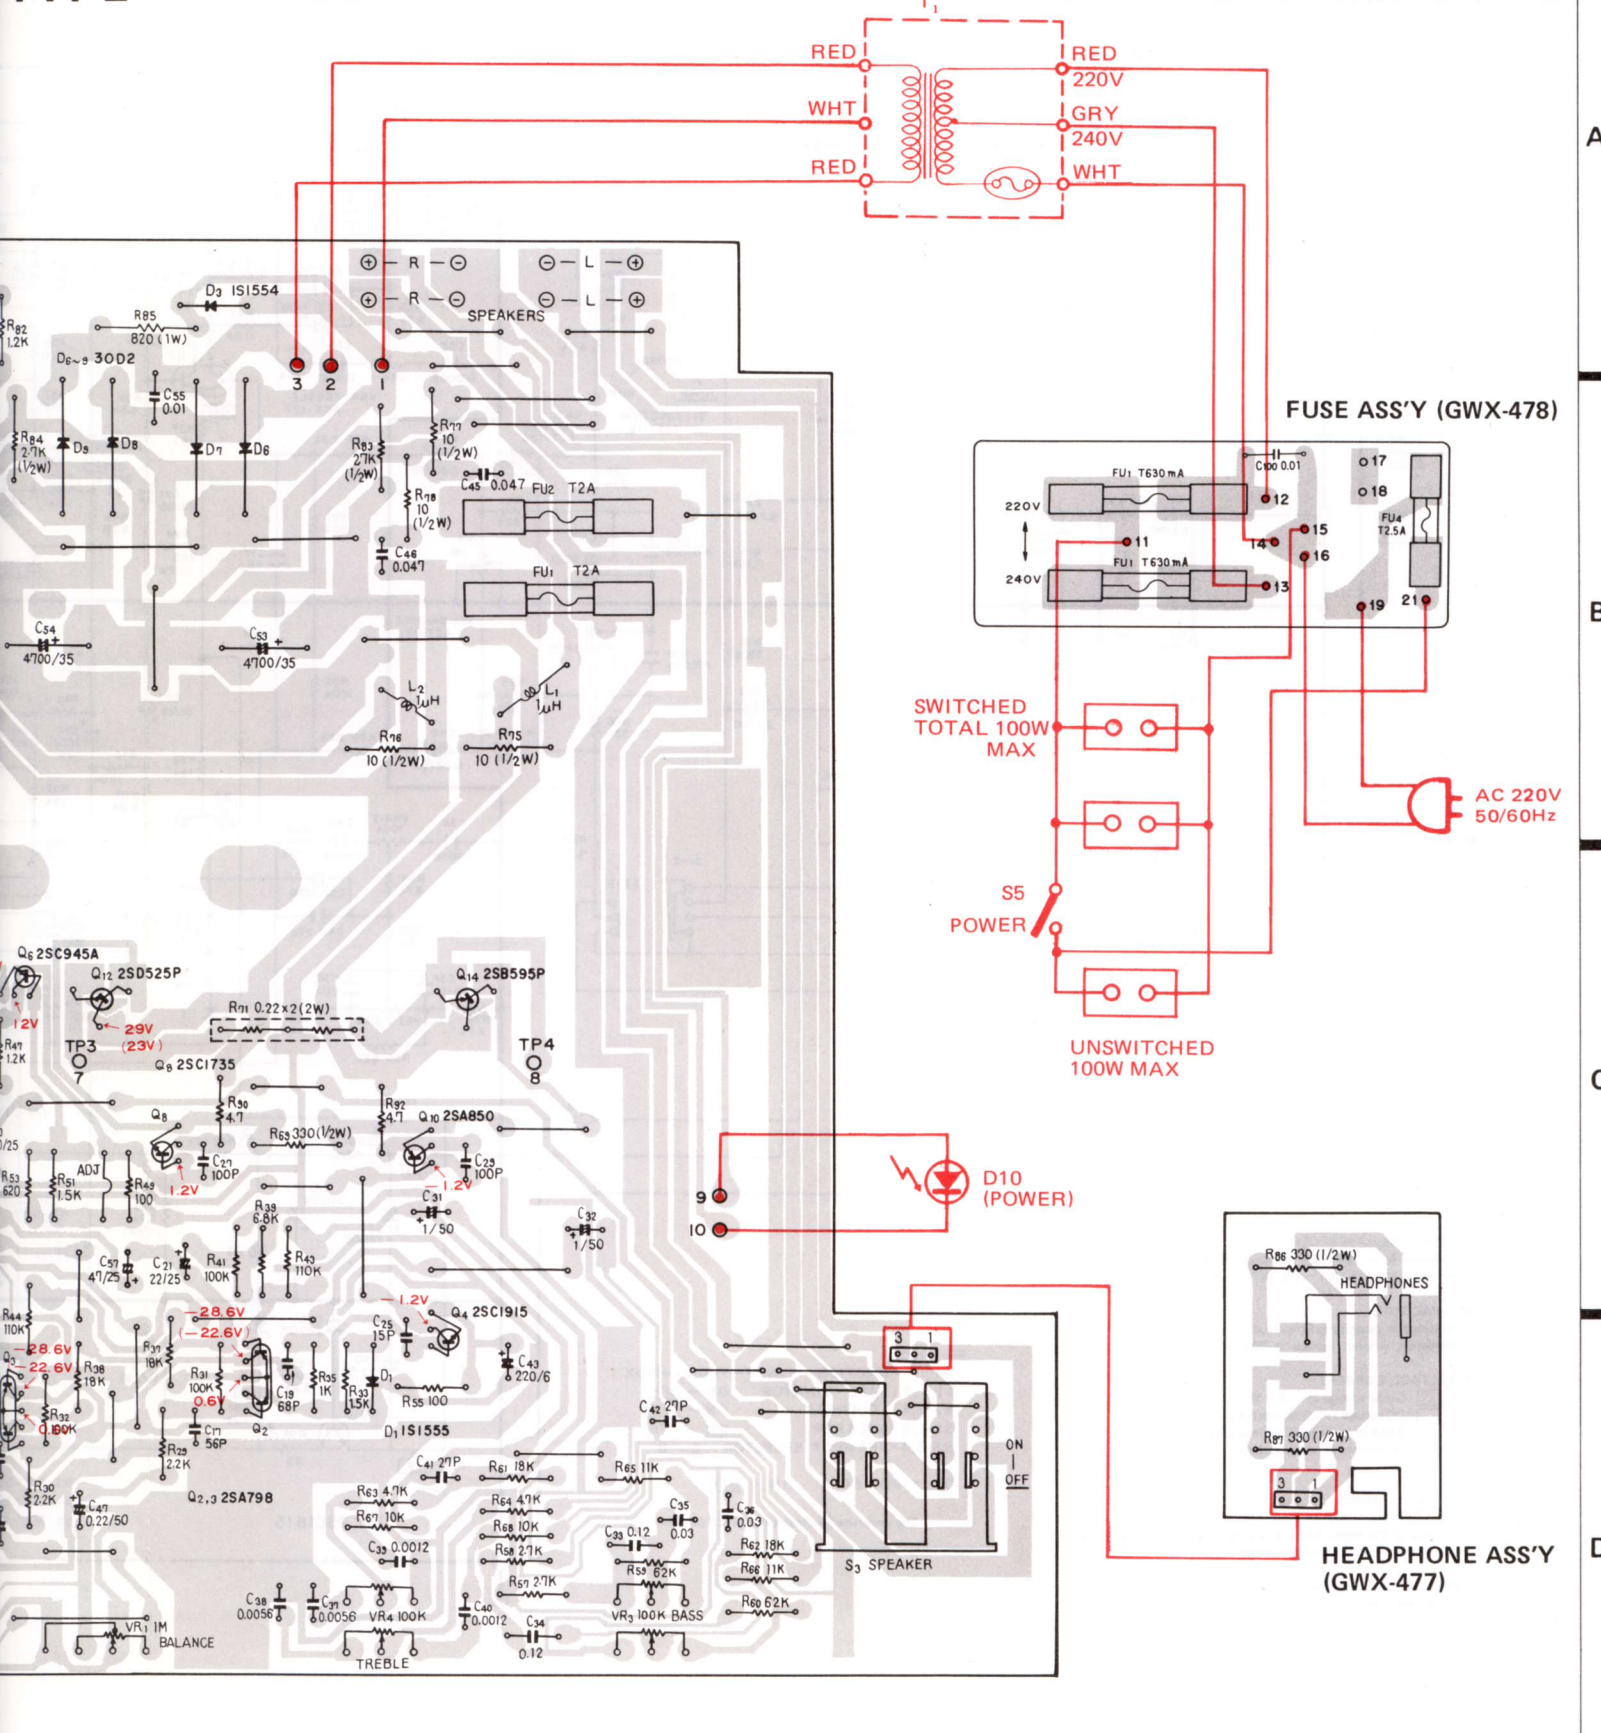 T1
RED
RED
220V
WHT
GRY
240V
RED
WHT
A
R
L
R
L
SPEAKERS
D3 1S1554
R85
820 (1W)
R82
1.2K
D6~9 30D2
3 2 1
C55
0.01
R84
2.7K
(1/2W)
D9
D8
D7
D6
R83
27K
(1/2W)
R77
10
(1/2W)
R78
10
(1/2W)
C45 0.047
FU2 T2A
C46
0.047
FU1 T2A
FUSE ASS'Y (GWX-478)
FU1 T630mA
C100 0.01
17
18
12
220V
FU4
T2.5A
15
11
14
16
FU1 T630mA
240V
13
19
21
B
C54
4700/35
C53
4700/35
L2
1μH
L1
1μH
R76
10 (1/2W)
R75
10 (1/2W)
SWITCHED
TOTAL 100W
MAX
AC 220V
50/60Hz
S5
POWER
UNSWITCHED
100W MAX
Q6 2SC945A
Q12 2SD525P
Q14 2SB595P
12V
29V
(23V)
R71 0.22×2(2W)
R47
1.2K
TP3
7
TP4
8
Q8 2SC1735
C
R90
4.7
R92
4.7
Q8
Q10 2SA850
R69 330(1/2W)
R53
620
R51
1.5K
ADJ
R49
100
C27
100P
C29
100P
1.2V
−1.2V
C31
1/50
C32
1/50
9
10
D10
(POWER)
R39
6.8K
C57
47/25
C21
22/25
R41
100K
R43
110K
R86 330 (1/2W)
HEADPHONES
R44
110K
−28.6V
(−22.6V)
−1.2V
Q4 2SC1915
C25
15P
3 1
−28.6V
−22.6V
Q3
R38
18K
R37
18K
R31
100K
0.6V
C19
68P
R35
1K
R33
1.5K
D1
C43
220/6
R55 100
R32
100K
0.6V
C17
56P
Q2
D1 1S1555
C42 27P
R29
2.2K
ON
OFF
R87 330 (1/2W)
3 1
C41 27P
R61 18K
R65 11K
R30
2.2K
C47
0.22/50
Q2,3 2SA798
R63 4.7K
R67 10K
R64 4.7K
R68 10K
C35
0.03
C36
0.03
C39 0.0012
R58 2.7K
C33 0.12
R62 18K
R59 62K
R66 11K
S3 SPEAKER
HEADPHONE ASS'Y
(GWX-477)
D
C38
0.0056
C37
0.0056
VR4 100K
R57 2.7K
C40
0.0012
VR3 100K BASS
R60 62K
VR1 1M
BALANCE
C34
0.12
TREBLE